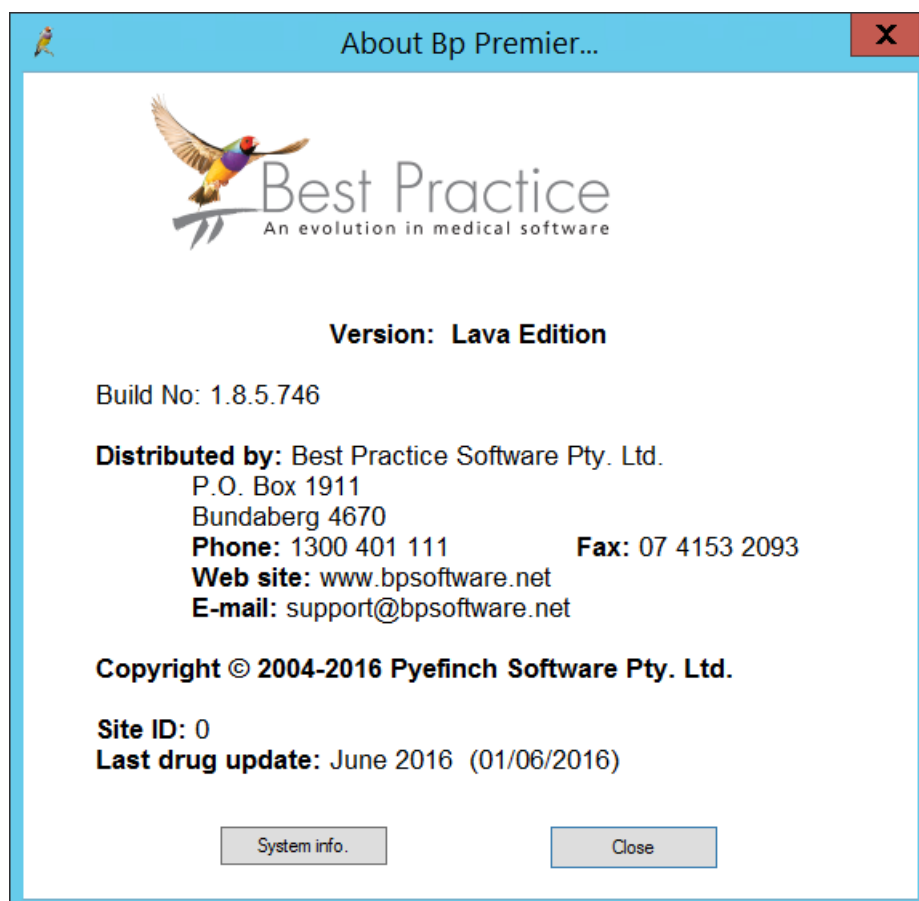 About Bp Premier...
X
Best Practice
An evolution in medical software
Version: Lava Edition
Build No: 1.8.5.746
Distributed by: Best Practice Software Pty. Ltd.
P.O. Box 1911
Bundaberg 4670
Phone: 1300 401 111 Fax: 07 4153 2093
Web site: www.bpsoftware.net
E-mail: support@bpsoftware.net
Copyright © 2004-2016 Pyefinch Software Pty. Ltd.
Site ID: 0
Last drug update: June 2016 (01/06/2016)
System info. Close